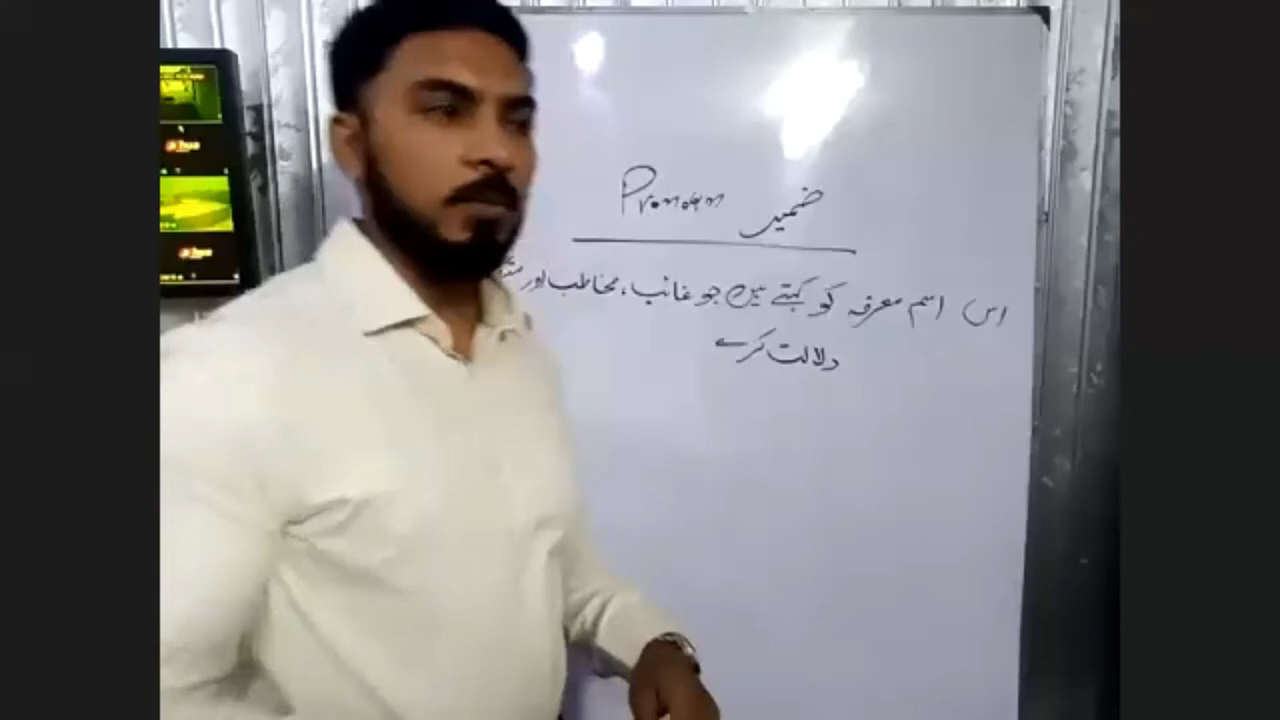 ضمیر Pronoun
اس اسم معرفہ کو کہتے ہیں جو غائب، مخاطب اور
دلالت کرے